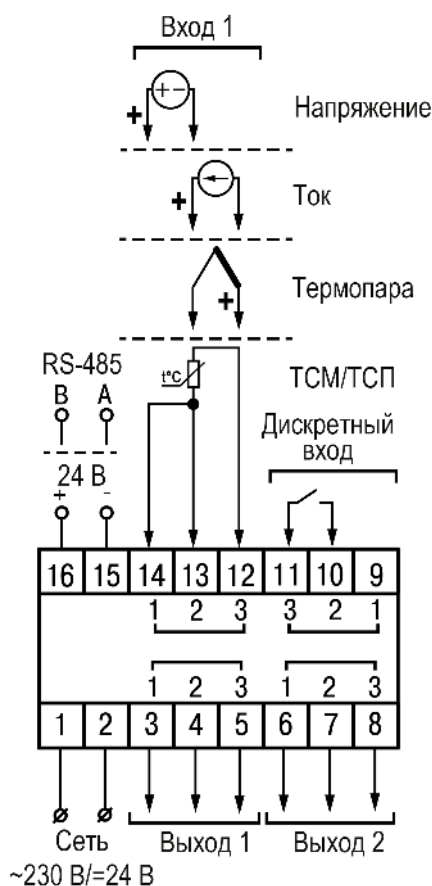 Вход 1
+ −
+
Напряжение
+
Ток
+
Термопара
RS-485
B A
t°C
ТСМ/ТСП
Дискретный
вход
24 В
+ -
16 15 14 13 12 11 10 9
1 2 3 3 2 1
1 2 3 1 2 3
1 2 3 4 5 6 7 8
Сеть
Выход 1 Выход 2
~230 В/=24 В